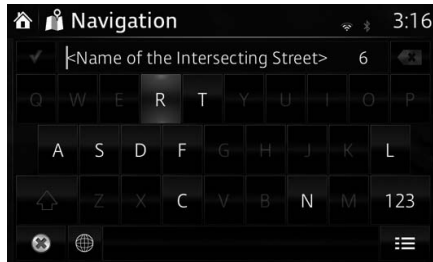 Navigation 3:16
<Name of the Intersecting Street> 6
Q W E R T Y U I O P
A S D F G H J K L
Z X C V B N M 123